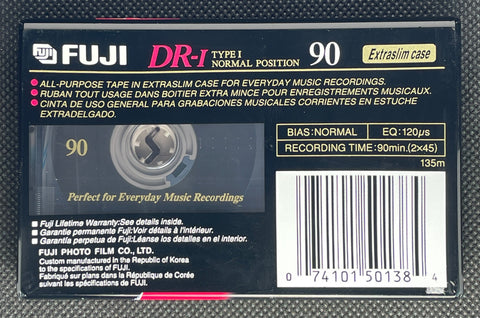 FUJI DR-I TYPE I NORMAL POSITION 90 Extraslim case
ALL-PURPOSE TAPE IN EXTRASLIM CASE FOR EVERYDAY MUSIC RECORDINGS.
RUBAN TOUT USAGE DANS BOITIER EXTRA MINCE POUR ENREGISTREMENTS MUSICAUX.
CINTA DE USO GENERAL PARA GRABACIONES MUSICALES CORRIENTES EN ESTUCHE
EXTRADELGADO.
BIAS:NORMAL EQ:120μs
RECORDING TIME:90min.(2×45)
135m
90
Perfect for Everyday Music Recordings
Fuji Lifetime Warranty:See details inside.
Garantie permanente Fuji:Voir détails à l'intérieur.
Garantía perpetua de Fuji:Léanse los detalles en el interior.
FUJI PHOTO FILM CO., LTD.
Custom manufactured in the Republic of Korea
to the specifications of FUJI.
Fabriqué sur plans dans la République de Corée
suivant les spécifications de FUJI.
0 74101 50138 4